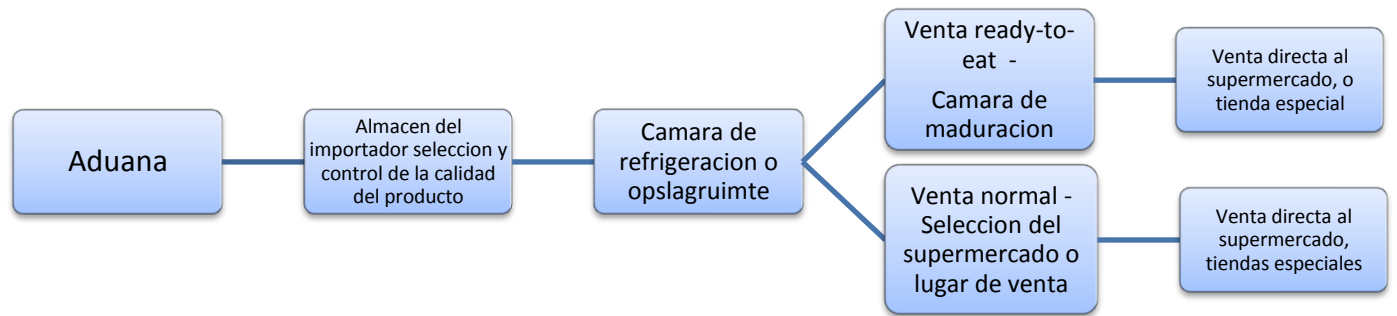 Aduana
Almacen del
importador seleccion y
control de la calidad
del producto
Camara de
refrigeracion o
opslagruimte
Venta ready-to-
eat -
Camara de
maduracion
Venta directa al
supermercado, o
tienda especial
Venta normal -
Seleccion del
supermercado o
lugar de venta
Venta directa al
supermercado,
tiendas especiales